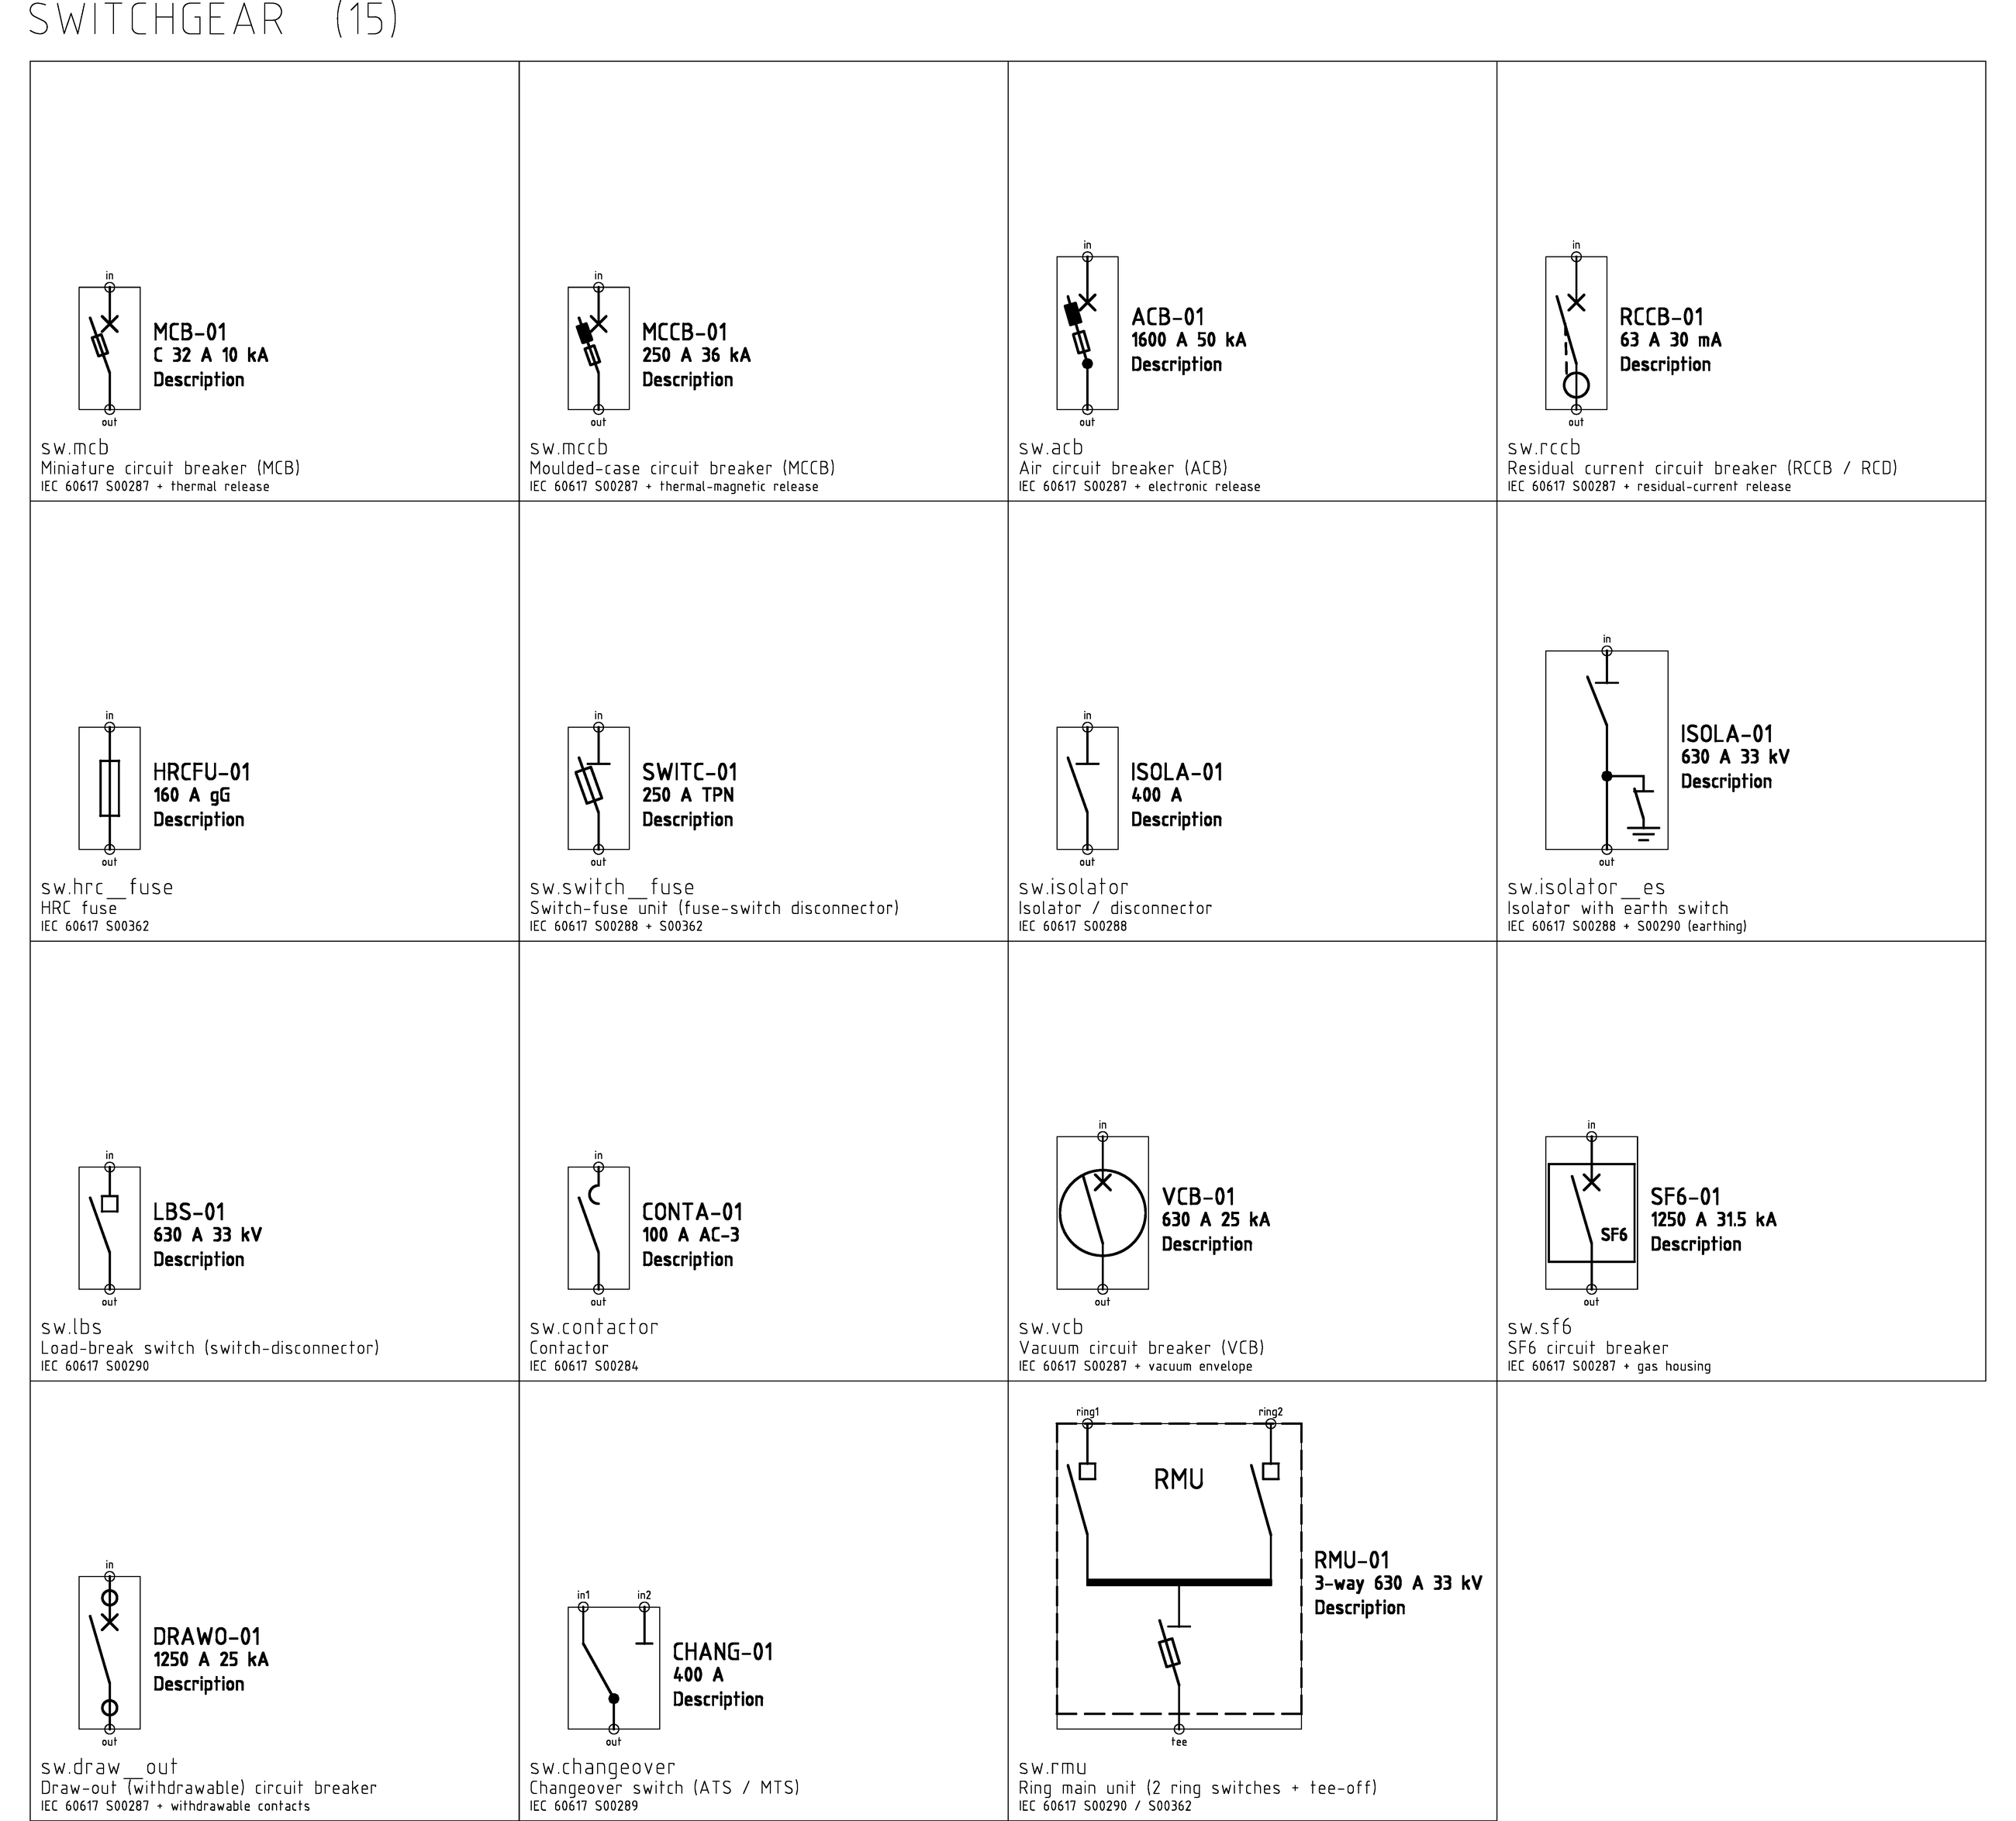 SWITCHGEAR (15)
in
MCB-01
C 32 A 10 kA
Description
out
sw.mcb
Miniature circuit breaker (MCB)
IEC 60617 S00287 + thermal release
in
MCCB-01
250 A 36 kA
Description
out
sw.mccb
Moulded-case circuit breaker (MCCB)
IEC 60617 S00287 + thermal-magnetic release
in
ACB-01
1600 A 50 kA
Description
out
sw.acb
Air circuit breaker (ACB)
IEC 60617 S00287 + electronic release
in
RCCB-01
63 A 30 mA
Description
out
sw.rccb
Residual current circuit breaker (RCCB / RCD)
IEC 60617 S00287 + residual-current release
in
HRCFU-01
160 A gG
Description
out
sw.hrc_fuse
HRC fuse
IEC 60617 S00362
in
SWITC-01
250 A TPN
Description
out
sw.switch_fuse
Switch-fuse unit (fuse-switch disconnector)
IEC 60617 S00288 + S00362
in
ISOLA-01
400 A
Description
out
sw.isolator
Isolator / disconnector
IEC 60617 S00288
in
ISOLA-01
630 A 33 kV
Description
out
sw.isolator_es
Isolator with earth switch
IEC 60617 S00288 + S00290 (earthing)
in
LBS-01
630 A 33 kV
Description
out
sw.lbs
Load-break switch (switch-disconnector)
IEC 60617 S00290
in
CONTA-01
100 A AC-3
Description
out
sw.contactor
Contactor
IEC 60617 S00284
in
VCB-01
630 A 25 kA
Description
out
sw.vcb
Vacuum circuit breaker (VCB)
IEC 60617 S00287 + vacuum envelope
in
SF6-01
1250 A 31.5 kA
SF6
Description
out
sw.sf6
SF6 circuit breaker
IEC 60617 S00287 + gas housing
in
DRAWO-01
1250 A 25 kA
Description
out
sw.draw_out
Draw-out (withdrawable) circuit breaker
IEC 60617 S00287 + withdrawable contacts
in1 in2
CHANG-01
400 A
Description
out
sw.changeover
Changeover switch (ATS / MTS)
IEC 60617 S00289
ring1 ring2
RMU
RMU-01
3-way 630 A 33 kV
Description
tee
sw.rmu
Ring main unit (2 ring switches + tee-off)
IEC 60617 S00290 / S00362